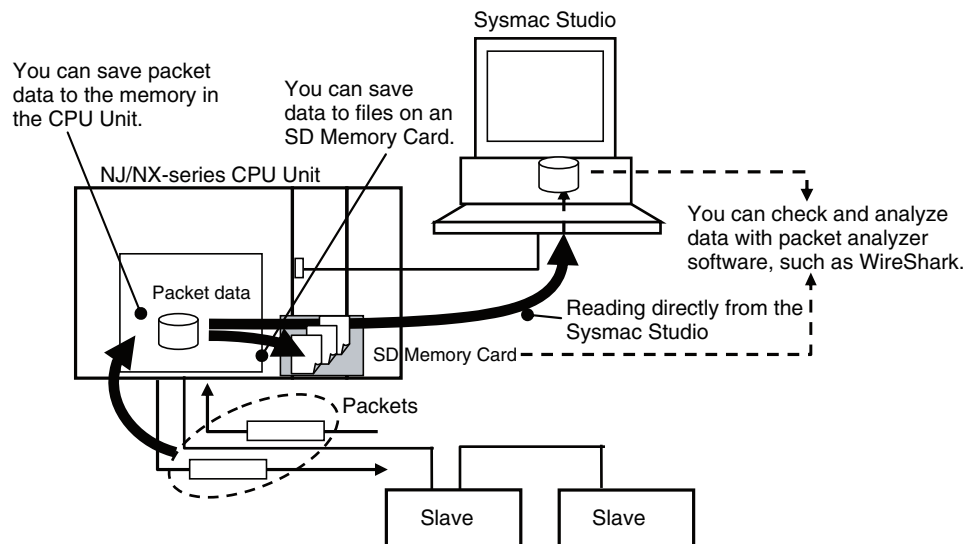 Sysmac Studio
You can save packet
data to the memory in
the CPU Unit.
You can save
data to files on an
SD Memory Card.
NJ/NX-series CPU Unit
You can check and analyze
data with packet analyzer
software, such as WireShark.
Packet data
Reading directly from the
Sysmac Studio
SD Memory Card
Packets
Slave
Slave